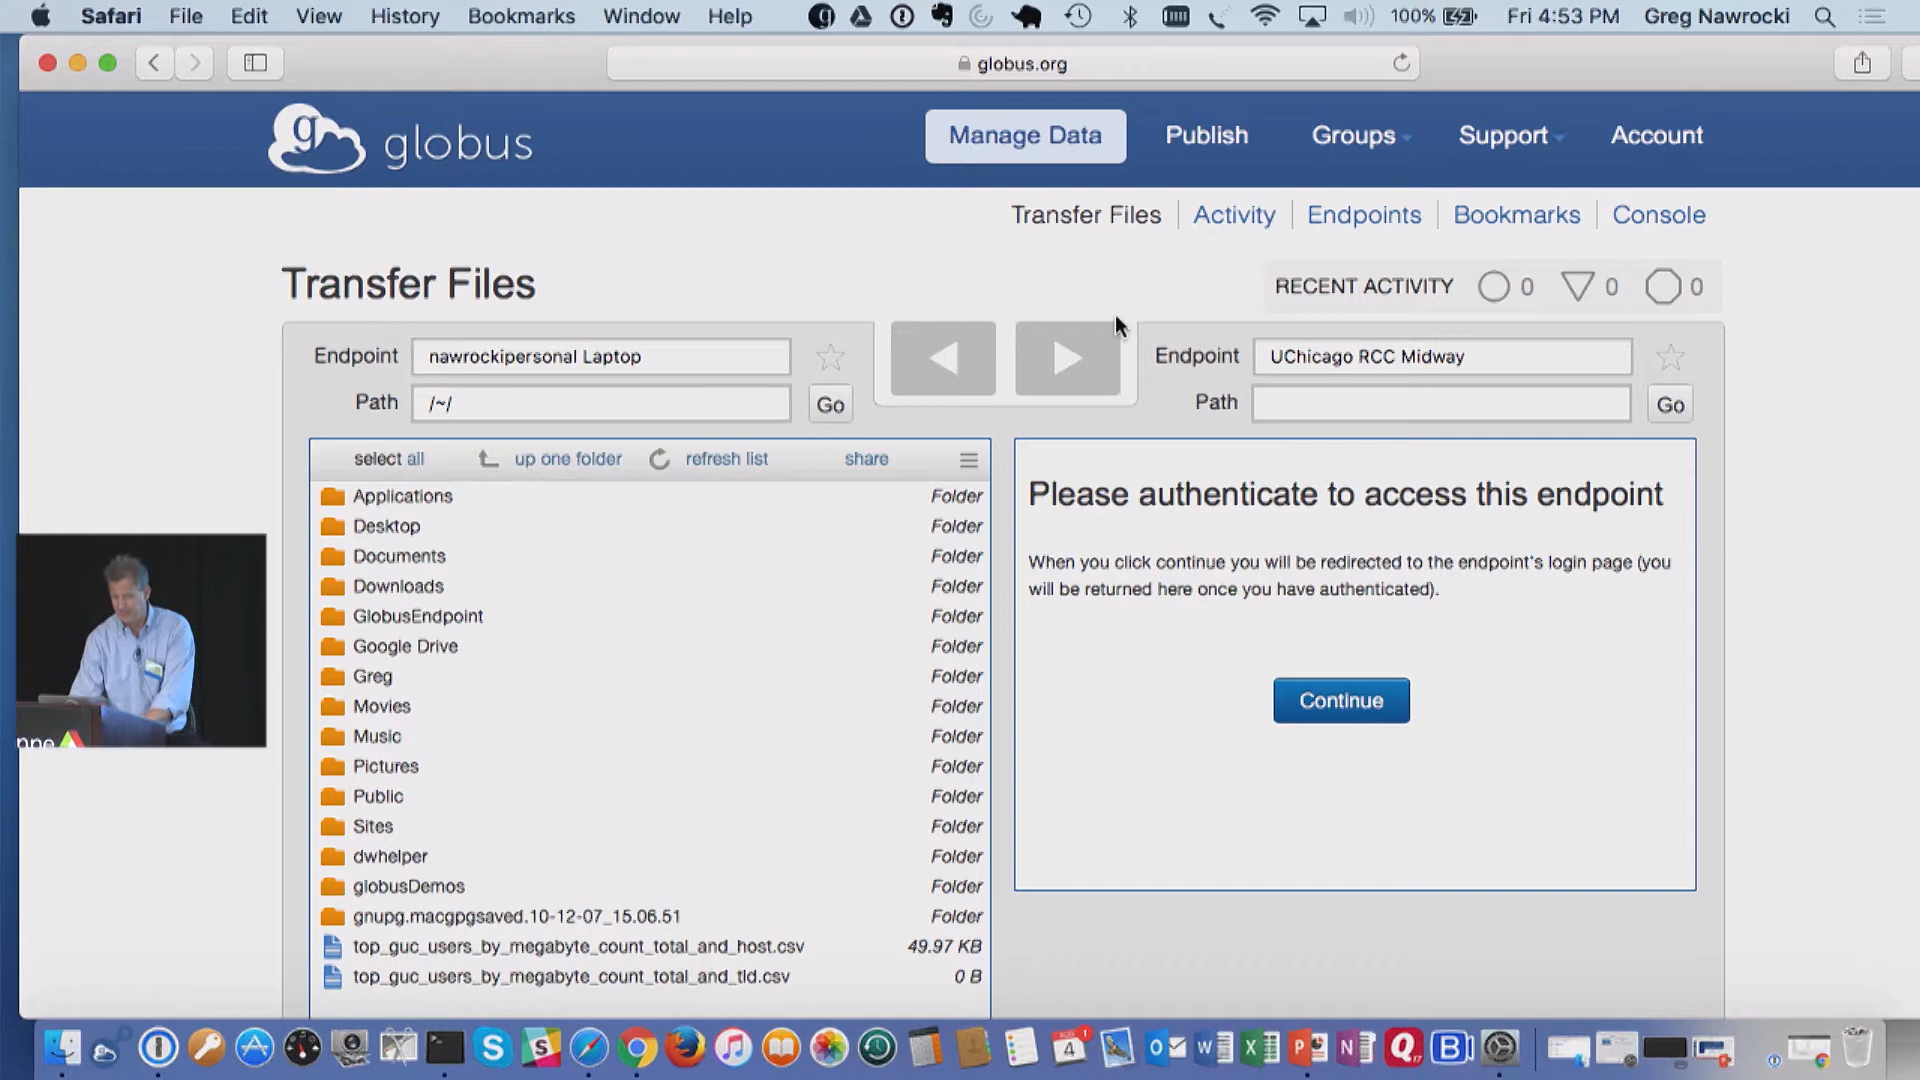 Safari File Edit View History Bookmarks Window Help 100% Fri 4:53 PM Greg Nawrocki
globus.org
g globus Manage Data Publish Groups Support Account
Transfer Files Activity Endpoints Bookmarks Console
Transfer Files RECENT ACTIVITY 0 0 0
Endpoint nawrockipersonal Laptop Endpoint UChicago RCC Midway
Path /~/ Go Path Go
select all up one folder refresh list share
Please authenticate to access this endpoint
When you click continue you will be redirected to the endpoint's login page (you
will be returned here once you have authenticated).
Continue
Applications Folder
Desktop Folder
Documents Folder
Downloads Folder
GlobusEndpoint Folder
Google Drive Folder
Greg Folder
Movies Folder
Music Folder
Pictures Folder
Public Folder
Sites Folder
dwhelper Folder
globusDemos Folder
gnupg.macgpgsaved.10-12-07_15.06.51 Folder
top_guc_users_by_megabyte_count_total_and_host.csv 49.97 KB
top_guc_users_by_megabyte_count_total_and_tld.csv 0 B